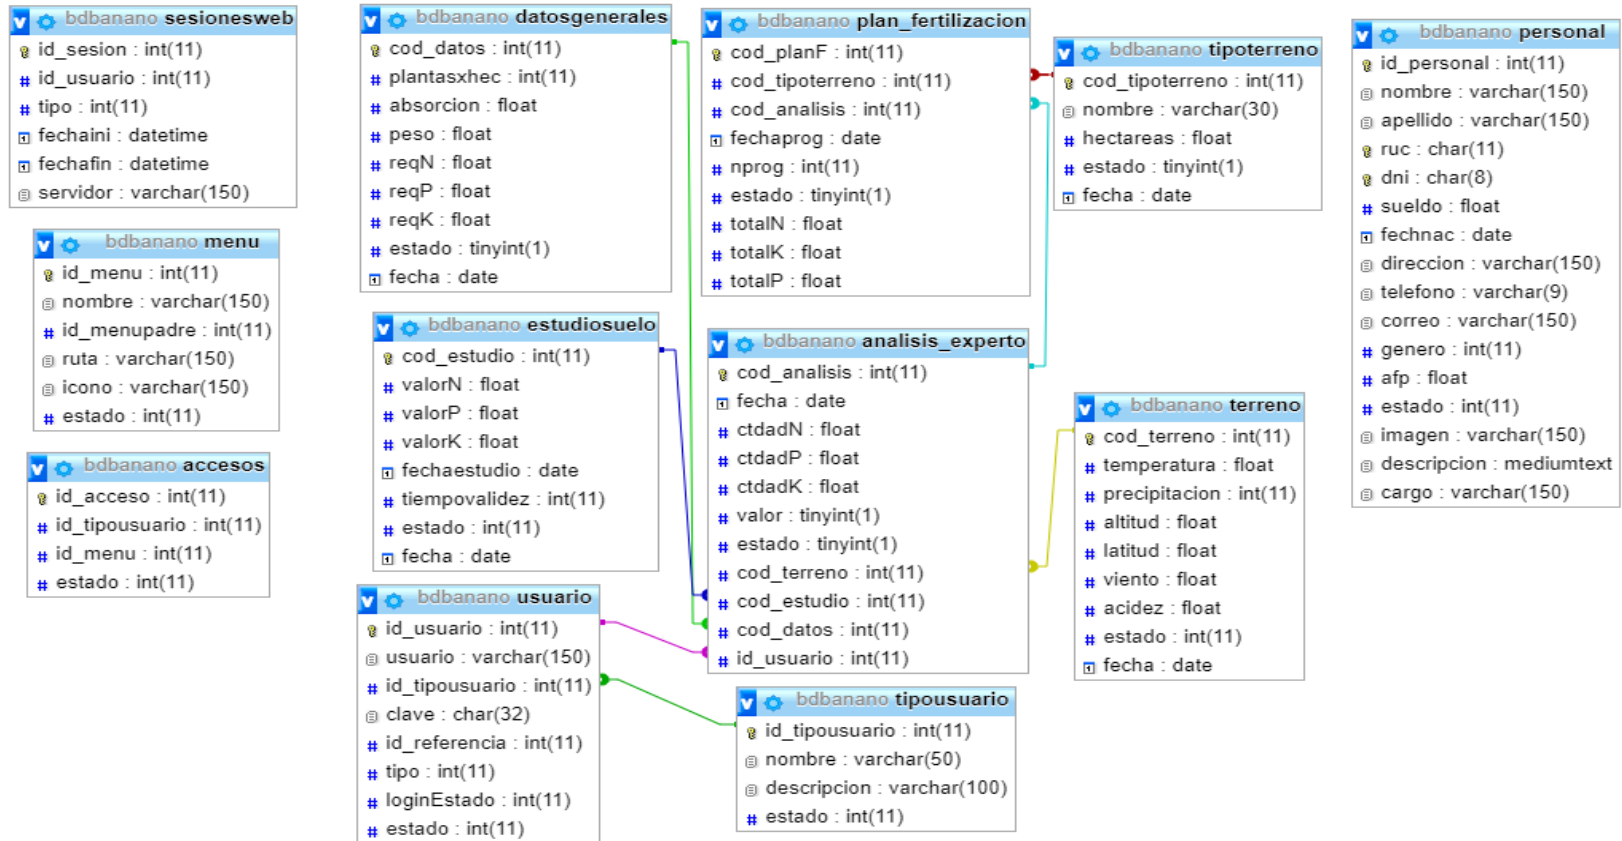 bdbanano sesionesweb
id_sesion : int(11)
id_usuario : int(11)
tipo : int(11)
fechaini : datetime
fechafin : datetime
servidor : varchar(150)
bdbanano menu
id_menu : int(11)
nombre : varchar(150)
id_menupadre : int(11)
ruta : varchar(150)
icono : varchar(150)
estado : int(11)
bdbanano accesos
id_acceso : int(11)
id_tipousuario : int(11)
id_menu : int(11)
estado : int(11)
bdbanano datosgenerales
cod_datos : int(11)
plantasxhec : int(11)
absorcion : float
peso : float
reqN : float
reqP : float
reqK : float
estado : tinyint(1)
fecha : date
bdbanano estudiosuelo
cod_estudio : int(11)
valorN : float
valorP : float
valorK : float
fechaestudio : date
tiempovalidez : int(11)
estado : int(11)
fecha : date
bdbanano usuario
id_usuario : int(11)
usuario : varchar(150)
id_tipousuario : int(11)
clave : char(32)
id_referencia : int(11)
tipo : int(11)
loginEstado : int(11)
estado : int(11)
bdbanano plan_fertilizacion
cod_planF : int(11)
cod_tipoterreno : int(11)
cod_analisis : int(11)
fechaprog : date
nprog : int(11)
estado : tinyint(1)
totalN : float
totalK : float
totalP : float
bdbanano analisis_experto
cod_analisis : int(11)
fecha : date
ctdadN : float
ctdadP : float
ctdadK : float
valor : tinyint(1)
estado : tinyint(1)
cod_terreno : int(11)
cod_estudio : int(11)
cod_datos : int(11)
id_usuario : int(11)
bdbanano tipousuario
id_tipousuario : int(11)
nombre : varchar(50)
descripcion : varchar(100)
estado : int(11)
bdbanano tipoterreno
cod_tipoterreno : int(11)
nombre : varchar(30)
hectareas : float
estado : tinyint(1)
fecha : date
bdbanano terreno
cod_terreno : int(11)
temperatura : float
precipitacion : int(11)
altitud : float
latitud : float
viento : float
acidez : float
estado : int(11)
fecha : date
bdbanano personal
id_personal : int(11)
nombre : varchar(150)
apellido : varchar(150)
ruc : char(11)
dni : char(8)
sueldo : float
fechnac : date
direccion : varchar(150)
telefono : varchar(9)
correo : varchar(150)
genero : int(11)
afp : float
estado : int(11)
imagen : varchar(150)
descripcion : mediumtext
cargo : varchar(150)